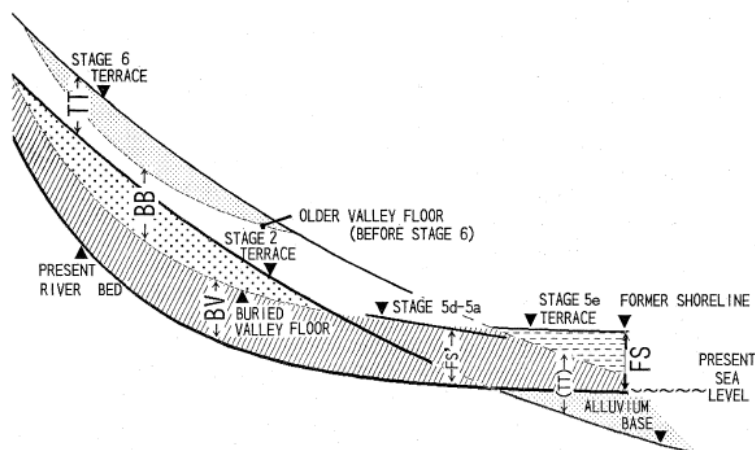 STAGE 6
TERRACE
TT
BB
OLDER VALLEY FLOOR
(BEFORE STAGE 6)
STAGE 2
TERRACE
PRESENT
RIVER BED
BV
BURIED
VALLEY FLOOR
STAGE 5d-5a
STAGE 5e
TERRACE
FORMER SHORELINE
FS'
(TT)
FS
PRESENT
SEA
LEVEL
ALLUVIUM
BASE